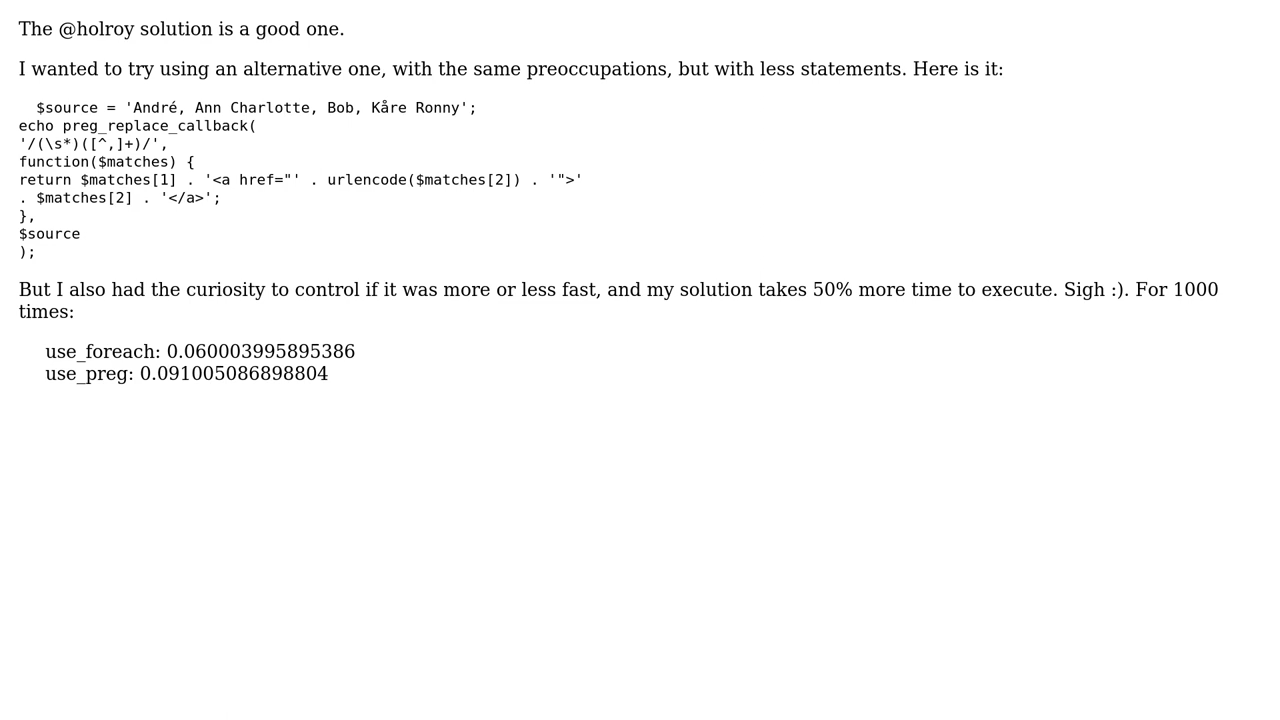 The @holroy solution is a good one.
I wanted to try using an alternative one, with the same preoccupations, but with less statements. Here is it:
$source = 'André, Ann Charlotte, Bob, Kåre Ronny';
echo preg_replace_callback(
'/(\s*)([^,]+)/',
function($matches) {
return $matches[1] . '<a href="' . urlencode($matches[2]) . '">'
. $matches[2] . '</a>';
},
$source
);
But I also had the curiosity to control if it was more or less fast, and my solution takes 50% more time to execute. Sigh :). For 1000
times:
use_foreach: 0.060003995895386
use_preg: 0.091005086898804